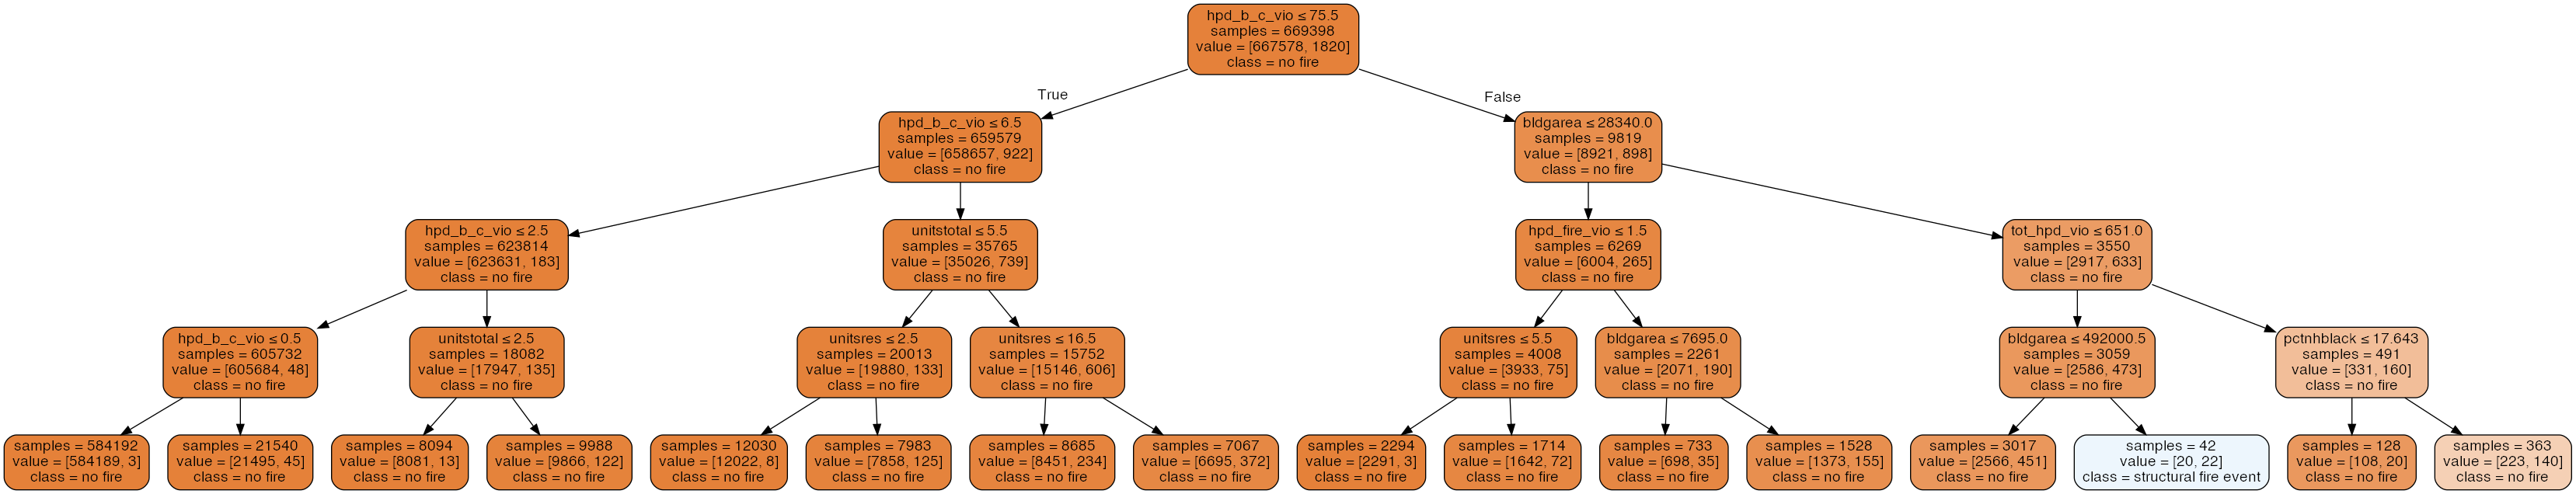 hpd_b_c_vio ≤ 75.5
samples = 669398
value = [667578, 1820]
class = no fire
True
False
hpd_b_c_vio ≤ 6.5
samples = 659579
value = [658657, 922]
class = no fire
bldgarea ≤ 28340.0
samples = 9819
value = [8921, 898]
class = no fire
hpd_b_c_vio ≤ 2.5
samples = 623814
value = [623631, 183]
class = no fire
unitstotal ≤ 5.5
samples = 35765
value = [35026, 739]
class = no fire
hpd_fire_vio ≤ 1.5
samples = 6269
value = [6004, 265]
class = no fire
tot_hpd_vio ≤ 651.0
samples = 3550
value = [2917, 633]
class = no fire
hpd_b_c_vio ≤ 0.5
samples = 605732
value = [605684, 48]
class = no fire
unitstotal ≤ 2.5
samples = 18082
value = [17947, 135]
class = no fire
unitsres ≤ 2.5
samples = 20013
value = [19880, 133]
class = no fire
unitsres ≤ 16.5
samples = 15752
value = [15146, 606]
class = no fire
unitsres ≤ 5.5
samples = 4008
value = [3933, 75]
class = no fire
bldgarea ≤ 7695.0
samples = 2261
value = [2071, 190]
class = no fire
bldgarea ≤ 492000.5
samples = 3059
value = [2586, 473]
class = no fire
pctnhblack ≤ 17.643
samples = 491
value = [331, 160]
class = no fire
samples = 584192
value = [584189, 3]
class = no fire
samples = 21540
value = [21495, 45]
class = no fire
samples = 8094
value = [8081, 13]
class = no fire
samples = 9988
value = [9866, 122]
class = no fire
samples = 12030
value = [12022, 8]
class = no fire
samples = 7983
value = [7858, 125]
class = no fire
samples = 8685
value = [8451, 234]
class = no fire
samples = 7067
value = [6695, 372]
class = no fire
samples = 2294
value = [2291, 3]
class = no fire
samples = 1714
value = [1642, 72]
class = no fire
samples = 733
value = [698, 35]
class = no fire
samples = 1528
value = [1373, 155]
class = no fire
samples = 3017
value = [2566, 451]
class = no fire
samples = 42
value = [20, 22]
class = structural fire event
samples = 128
value = [108, 20]
class = no fire
samples = 363
value = [223, 140]
class = no fire